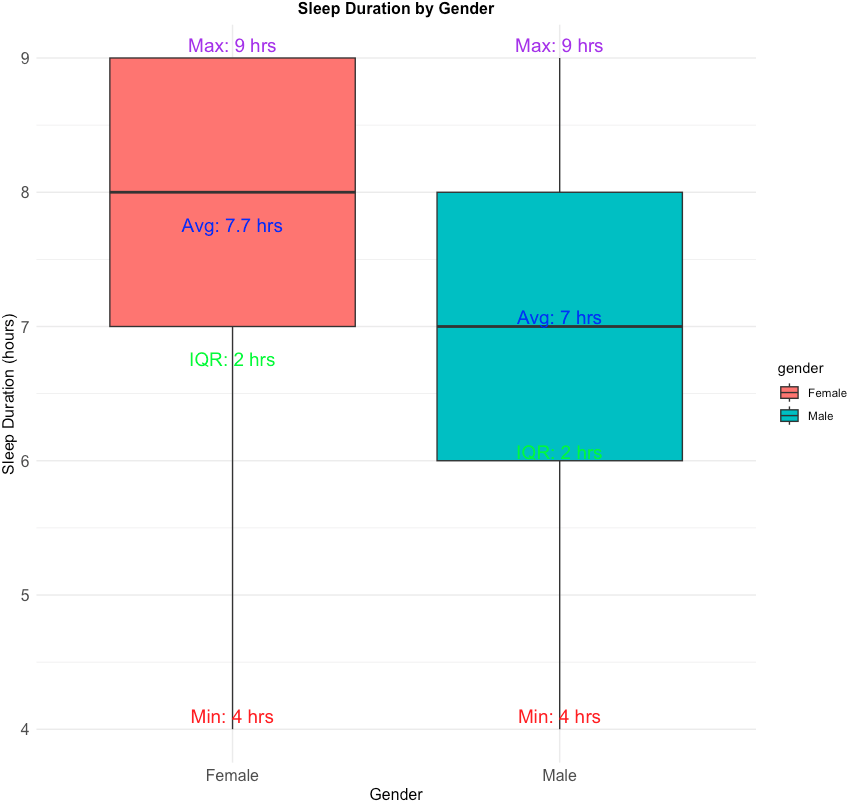 Sleep Duration by Gender
Max: 9 hrs
Max: 9 hrs
9
8
Avg: 7.7 hrs
Avg: 7 hrs
7
IQR: 2 hrs
IQR: 2 hrs
6
5
Min: 4 hrs
Min: 4 hrs
4
Sleep Duration (hours)
Female
Male
Gender
gender
Female
Male